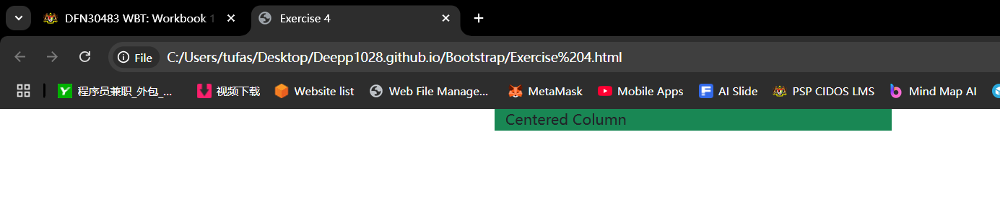 DFN30483 WBT: Workbook 1
Exercise 4
File
C:/Users/tufas/Desktop/Deepp1028.github.io/Bootstrap/Exercise%204.html
程序员兼职_外包_...
视频下载
Website list
Web File Manage...
MetaMask
Mobile Apps
AI Slide
PSP CIDOS LMS
Mind Map AI
Centered Column